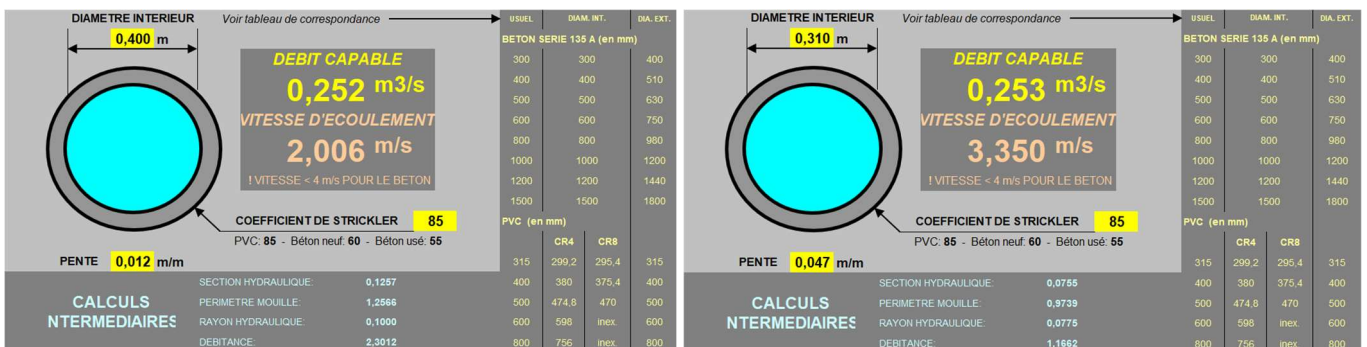 DIAMETRE INTERIEUR
Voir tableau de correspondance
0,400 m
DEBIT CAPABLE
0,252 m3/s
VITESSE D'ECOULEMENT
2,006 m/s
! VITESSE < 4 m/s POUR LE BETON
COEFFICIENT DE STRICKLER 85
PVC: 85 - Béton neuf: 60 - Béton usé: 55
PENTE 0,012 m/m
CALCULS
NTERMEDIAIRES
SECTION HYDRAULIQUE: 0,1257
PERIMETRE MOUILLE: 1,2566
RAYON HYDRAULIQUE: 0,1000
DEBITANCE: 2,3012
USUEL DIAM. INT. DIA. EXT.
BETON SERIE 135 A (en mm)
300 300 400
400 400 510
500 500 630
600 600 750
800 800 980
1000 1000 1200
1200 1200 1440
1500 1500 1800
PVC (en mm)
CR4 CR8
315 299,2 295,4 315
400 380 375,4 400
500 474,8 470 500
600 598 inex. 600
800 756 inex. 800
DIAMETRE INTERIEUR
Voir tableau de correspondance
0,310 m
DEBIT CAPABLE
0,253 m3/s
VITESSE D'ECOULEMENT
3,350 m/s
! VITESSE < 4 m/s POUR LE BETON
COEFFICIENT DE STRICKLER 85
PVC: 85 - Béton neuf: 60 - Béton usé: 55
PENTE 0,047 m/m
CALCULS
NTERMEDIAIRES
SECTION HYDRAULIQUE: 0,0755
PERIMETRE MOUILLE: 0,9739
RAYON HYDRAULIQUE: 0,0775
DEBITANCE: 1,1662
USUEL DIAM. INT. DIA. EXT.
BETON SERIE 135 A (en mm)
300 300 400
400 400 510
500 500 630
600 600 750
800 800 980
1000 1000 1200
1200 1200 1440
1500 1500 1800
PVC (en mm)
CR4 CR8
315 299,2 295,4 315
400 380 375,4 400
500 474,8 470 500
600 598 inex. 600
800 756 inex. 800